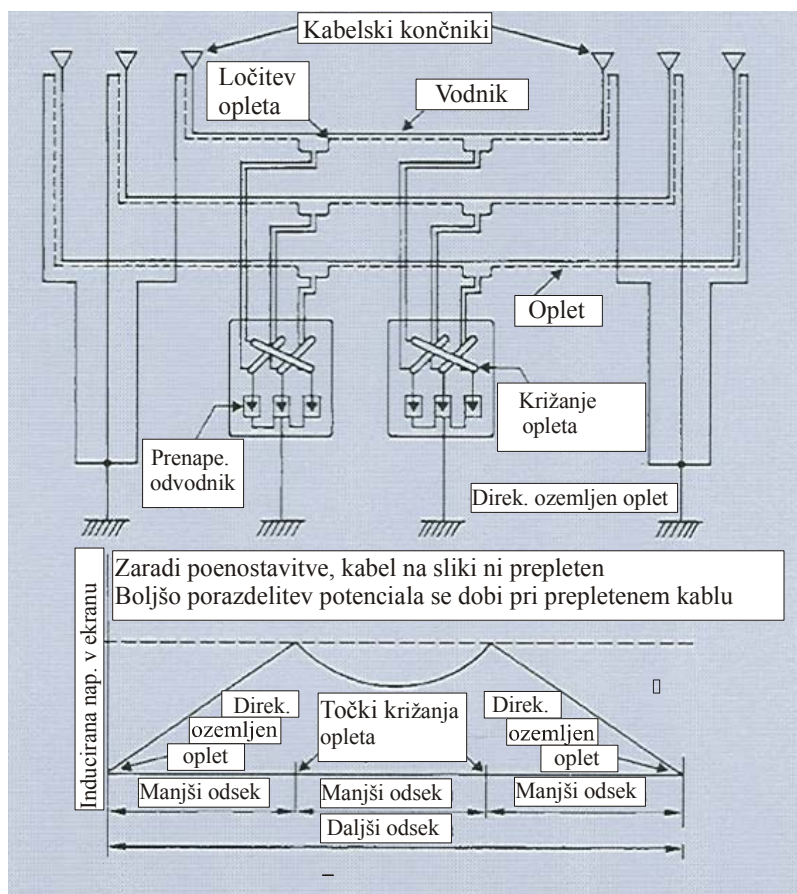 Kabelski končniki
Ločitev
opleta
Vodnik
Oplet
Križanje
opleta
Prenape.
odvodnik
Direk. ozemljen oplet
Inducirana nap. v ekranu
Zaradi poenostavitve, kabel na sliki ni prepleten
Boljšo porazdelitev potenciala se dobi pri prepletenem kablu
Direk.
ozemljen
oplet
Točki križanja
opleta
Direk.
ozemljen
oplet
Manjši odsek
Manjši odsek
Manjši odsek
Daljši odsek